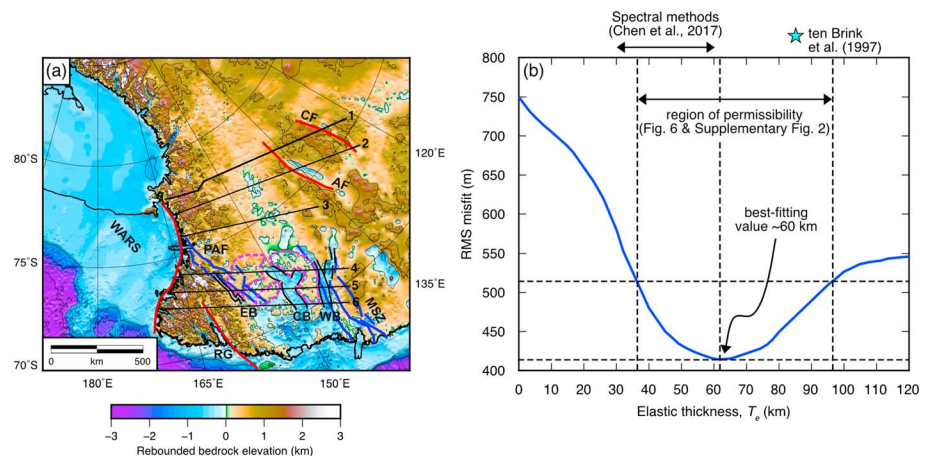 (a)
CF
1
2
AF
3
WARS
PAF
4
5
6
EB
CB
WB
MSZ
RG
80°S
75°S
70°S
120°E
135°E
180°E
165°E
150°E
0 km 500
−3 −2 −1 0 1 2 3
Rebounded bedrock elevation (km)
Spectral methods
(Chen et al., 2017)
ten Brink
et al. (1997)
(b)
region of permissibility
(Fig. 6 & Supplementary Fig. 2)
best-fitting
value ~60 km
RMS misfit (m)
800
750
700
650
600
550
500
450
400
0 10 20 30 40 50 60 70 80 90 100 110 120
Elastic thickness, Te (km)